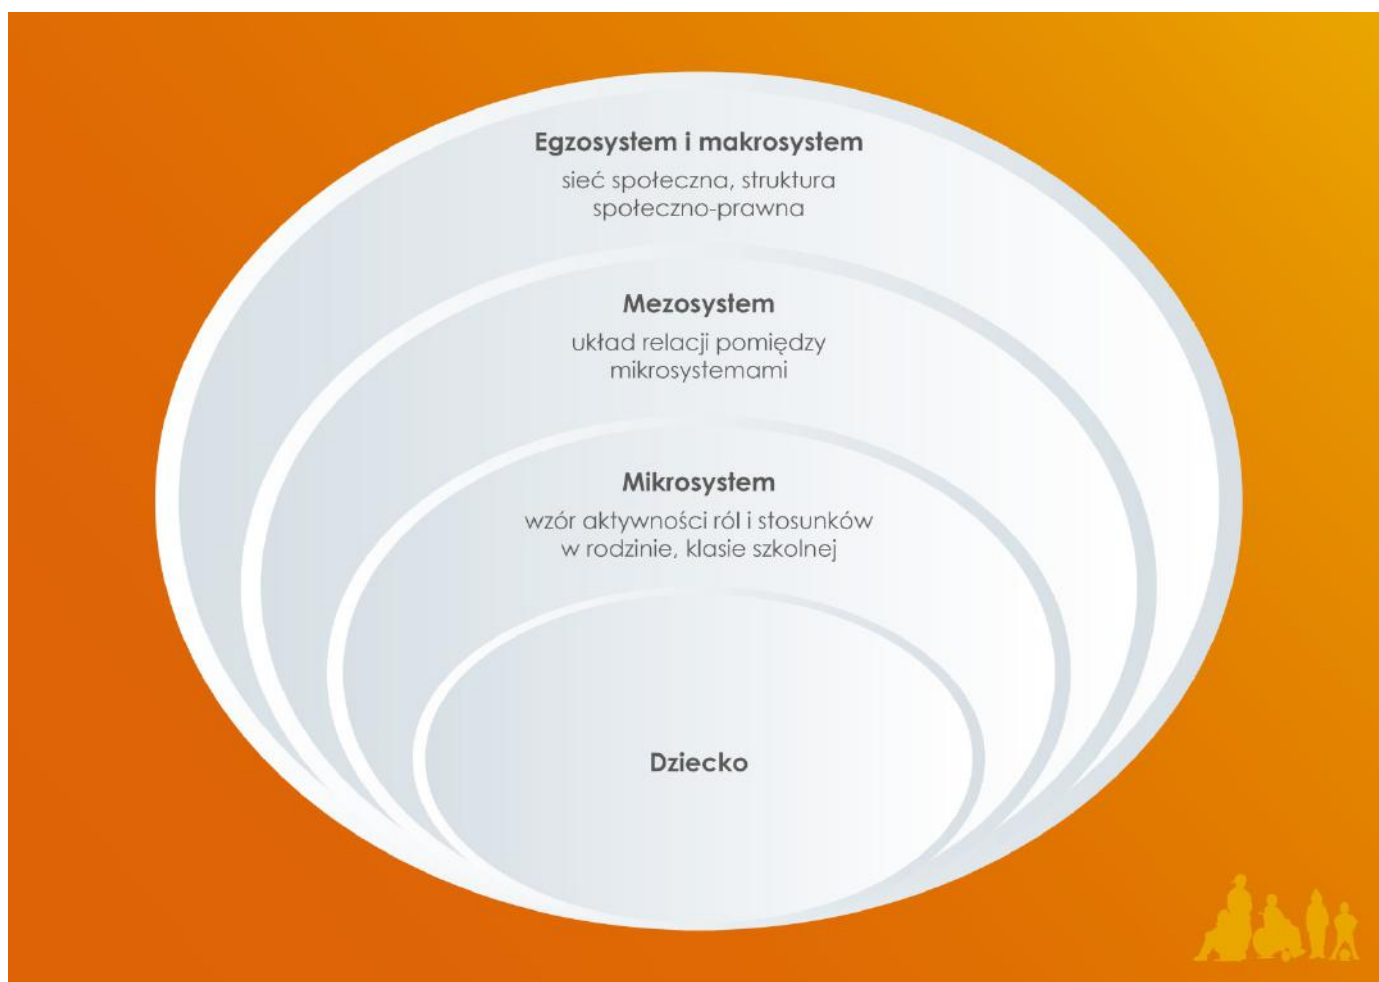 Egzosystem i makrosystem
sieć społeczna, struktura
społeczno-prawna
Mezosystem
układ relacji pomiędzy
mikrosystemami
Mikrosystem
wzór aktywności ról i stosunków
w rodzinie, klasie szkolnej
Dziecko